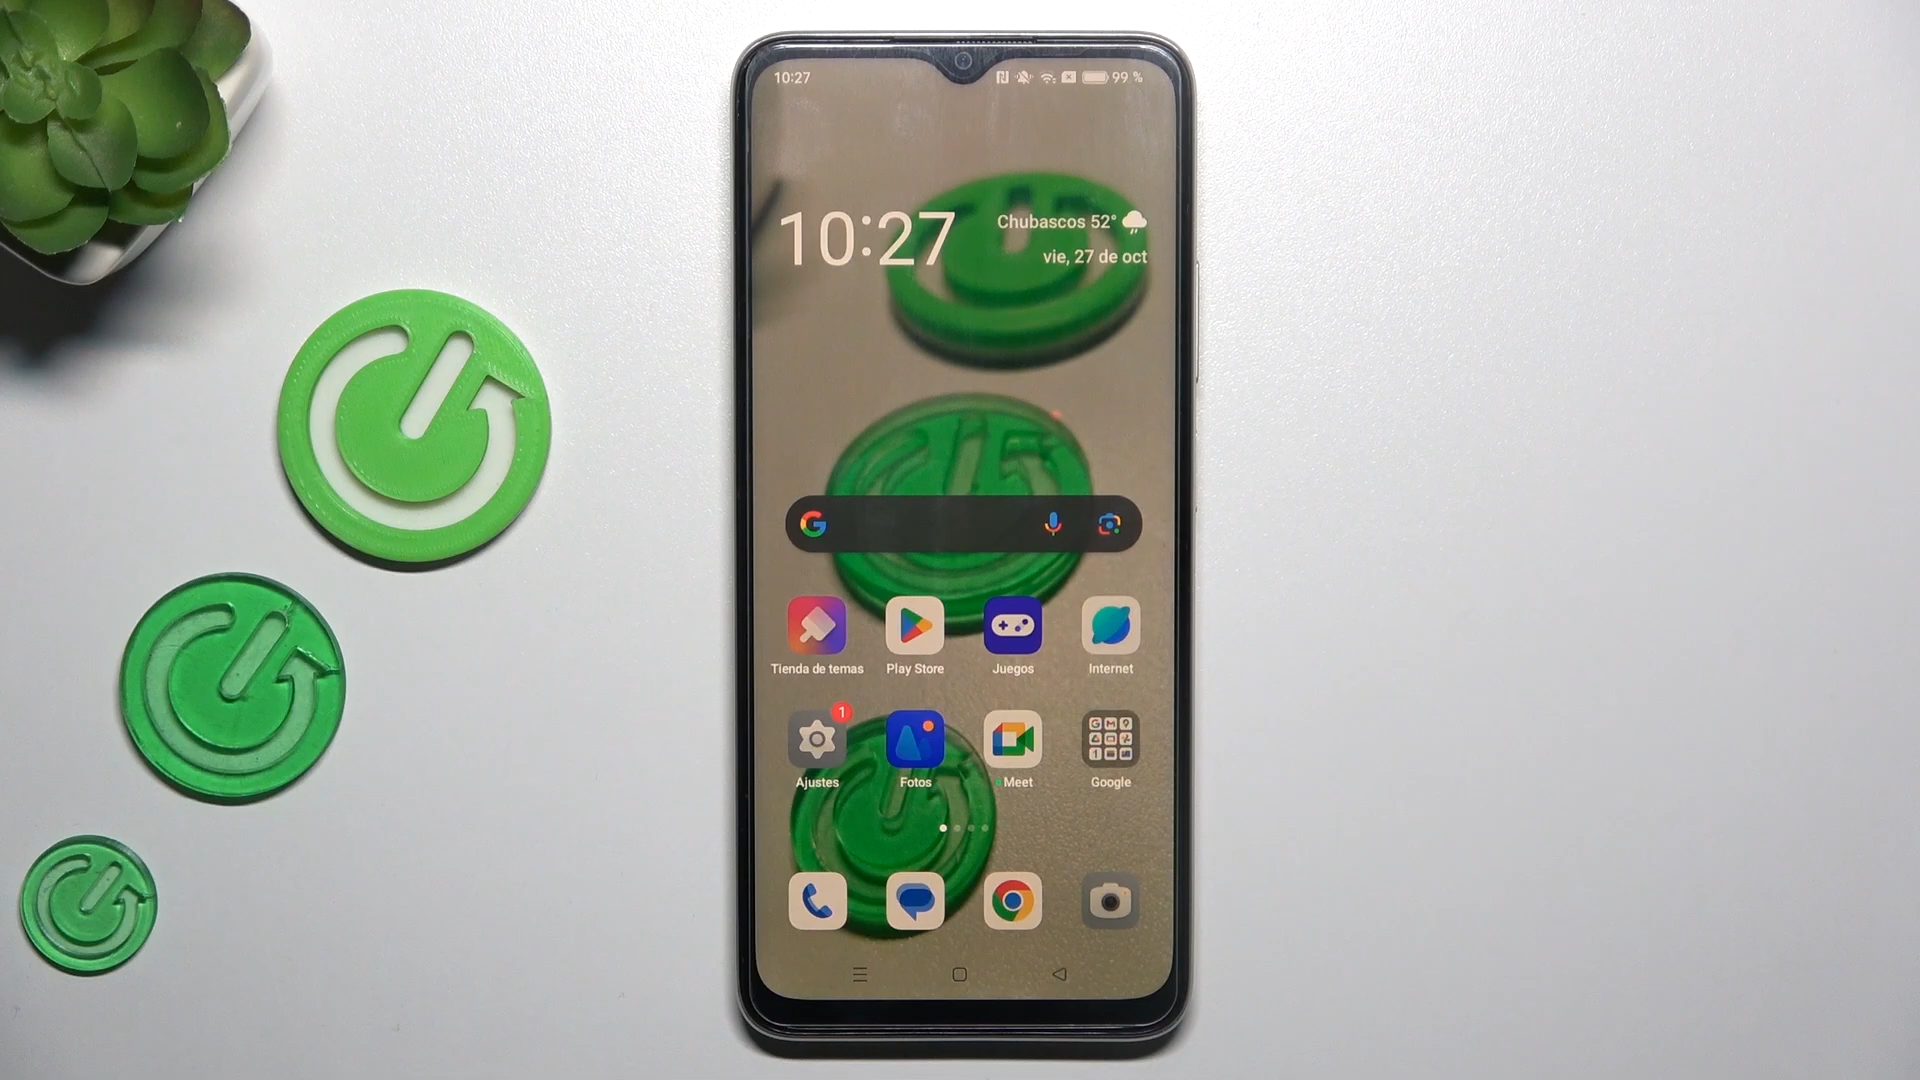 10:27
99 %
10:27
Chubascos 52°
vie, 27 de oct
Tienda de temas
Play Store
Juegos
Internet
1
Ajustes
Fotos
Meet
Google